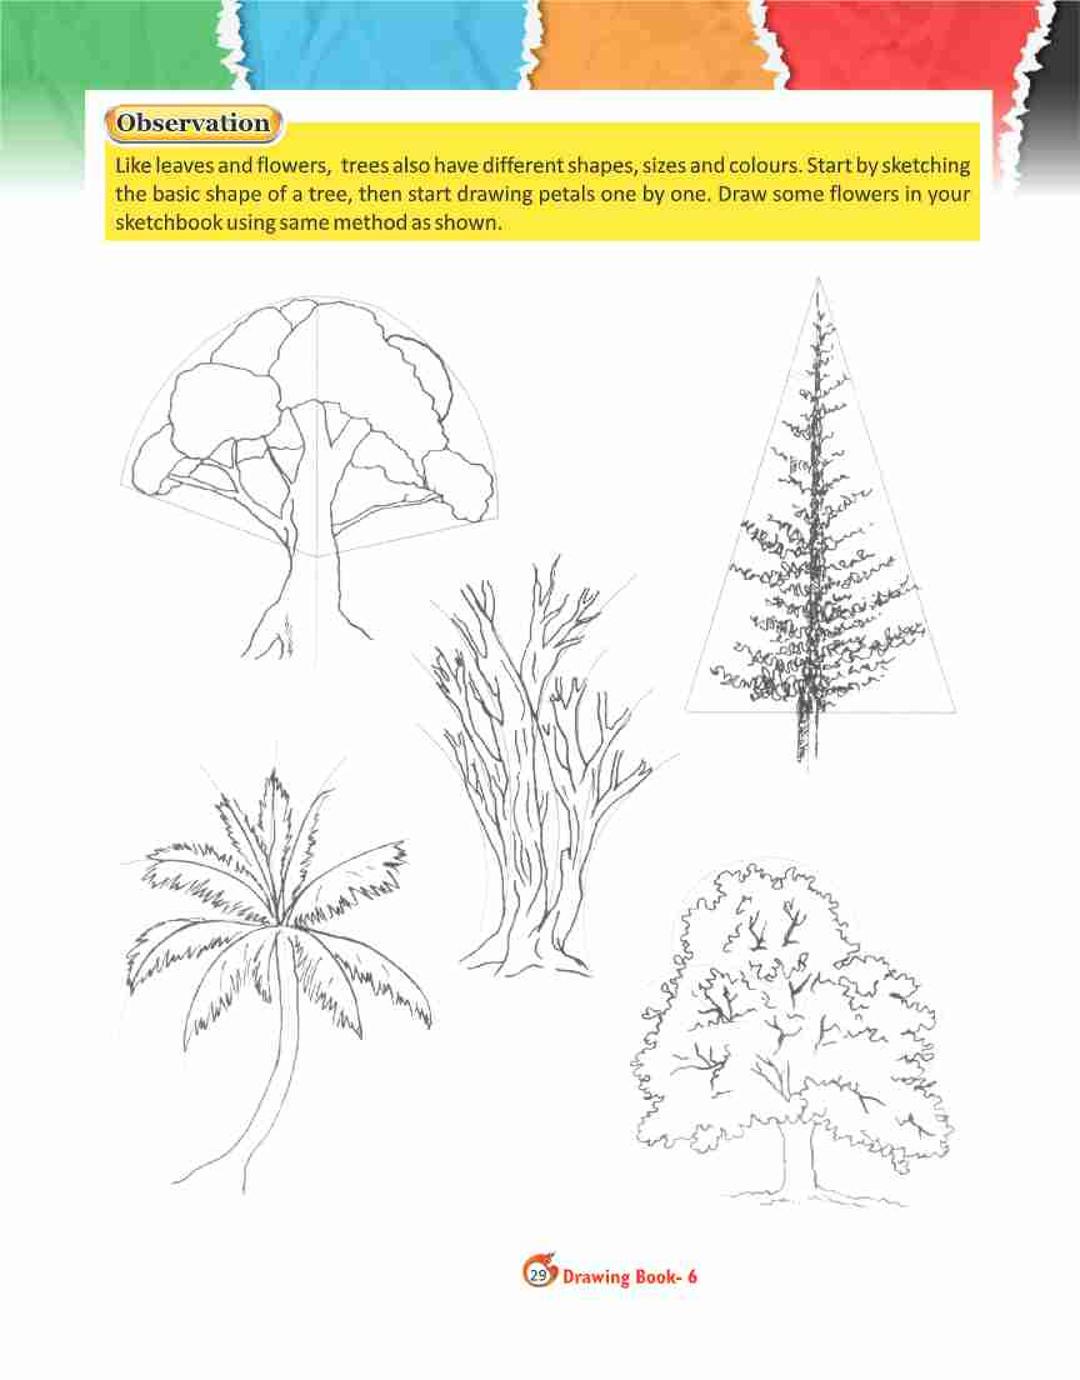 Observation
Like leaves and flowers, trees also have different shapes, sizes and colours. Start by sketching
the basic shape of a tree, then start drawing petals one by one. Draw some flowers in your
sketchbook using same method as shown.
29 Drawing Book- 6